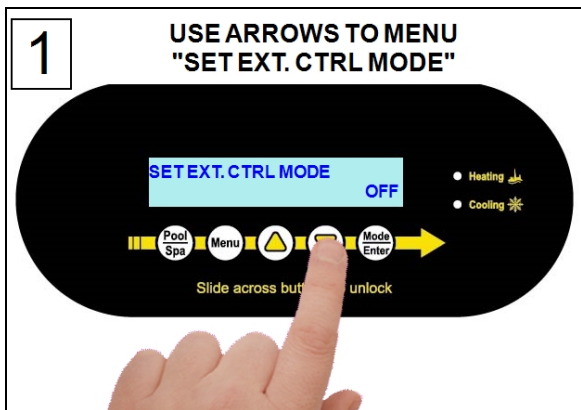 1
USE ARROWS TO MENU
"SET EXT. CTRL MODE"
SET EXT. CTRL MODE
OFF
Heating
Cooling
Pool
Spa
Menu
Mode
Enter
Slide across but unlock